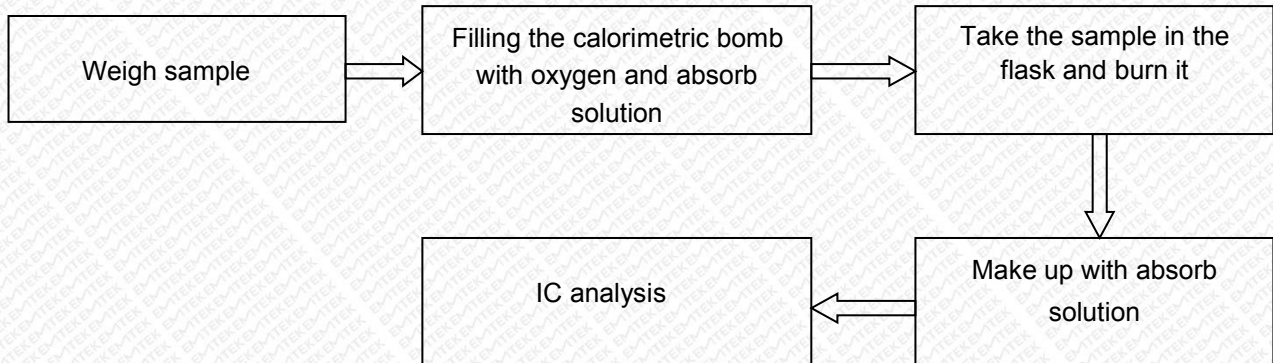 Weigh sample
Filling the calorimetric bomb
with oxygen and absorb
solution
Take the sample in the
flask and burn it
Make up with absorb
solution
IC analysis